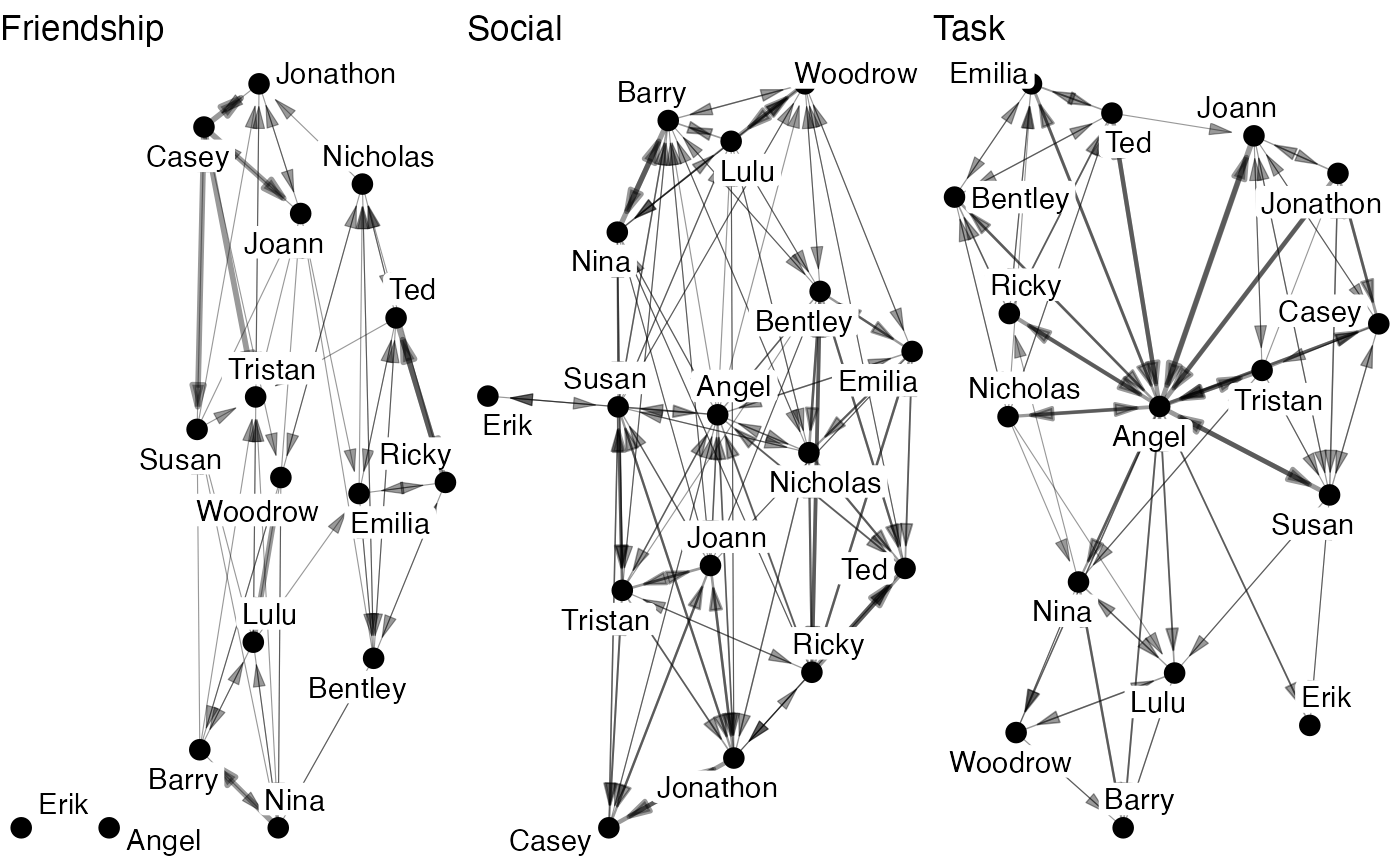 Friendship
Jonathon
Casey
Nicholas
Joann
Ted
Tristan
Susan
Ricky
Woodrow
Emilia
Lulu
Bentley
Barry
Nina
Erik
Angel
Social
Woodrow
Barry
Lulu
Nina
Bentley
Susan
Angel
Emilia
Erik
Nicholas
Joann
Ted
Tristan
Ricky
Jonathon
Casey
Task
Emilia
Joann
Ted
Bentley
Jonathon
Ricky
Casey
Nicholas
Tristan
Angel
Susan
Nina
Erik
Lulu
Woodrow
Barry